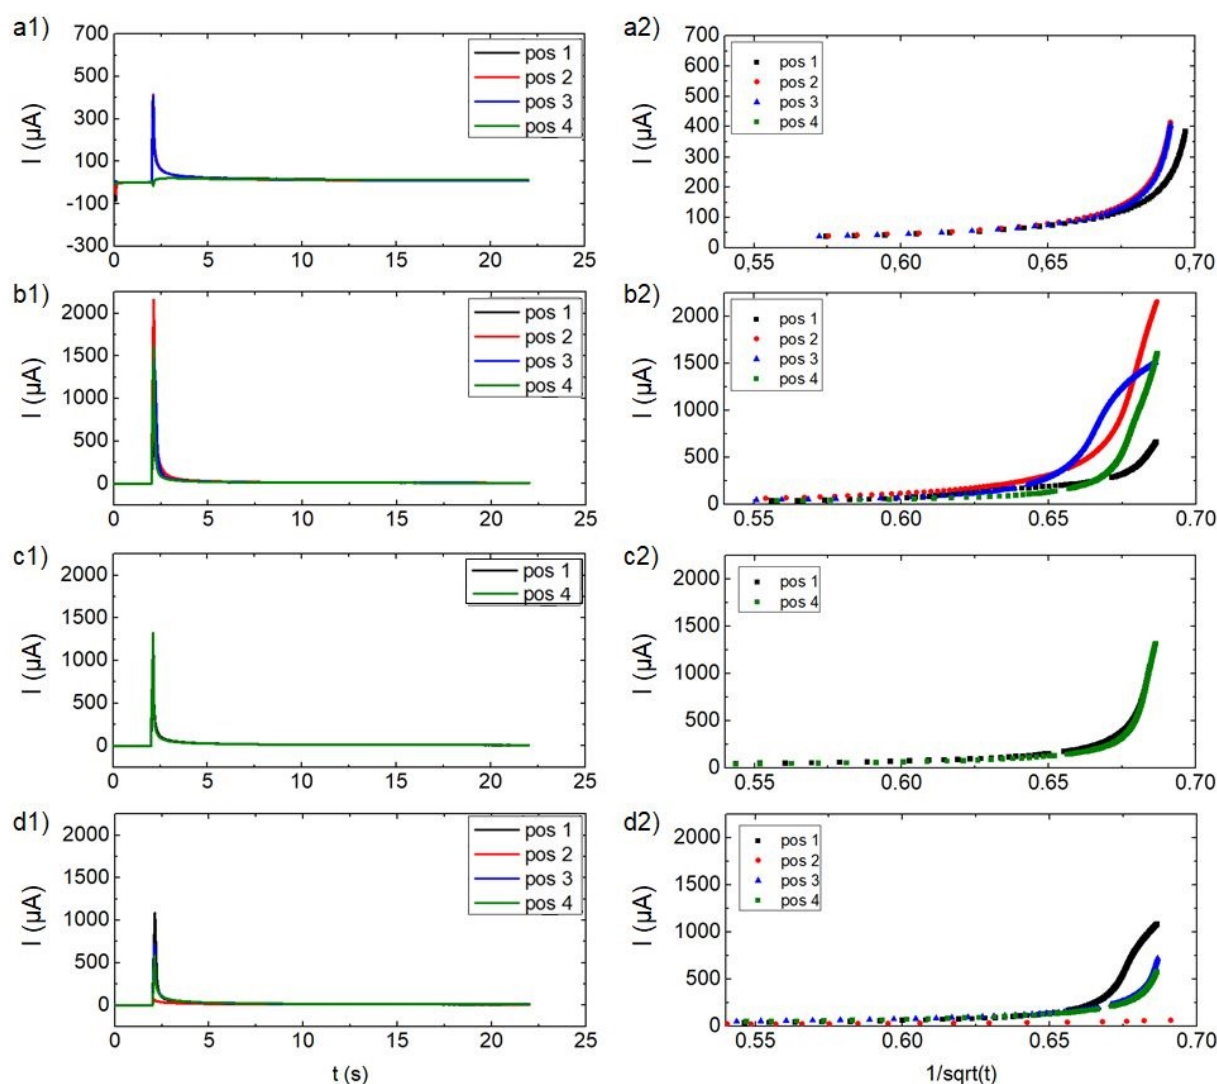 a1)
700
500
300
100
-100
-300
I (µA)
0
5
10
15
20
25
pos 1
pos 2
pos 3
pos 4
a2)
700
600
500
400
300
200
100
0
I (µA)
0,55
0,60
0,65
0,70
pos 1
pos 2
pos 3
pos 4
b1)
2000
1500
1000
500
0
I (µA)
0
5
10
15
20
25
pos 1
pos 2
pos 3
pos 4
b2)
2000
1500
1000
500
0
I (µA)
0.55
0.60
0.65
0.70
pos 1
pos 2
pos 3
pos 4
c1)
2000
1500
1000
500
0
I (µA)
0
5
10
15
20
25
pos 1
pos 4
c2)
2000
1500
1000
500
0
I (µA)
0.55
0.60
0.65
0.70
pos 1
pos 4
d1)
2000
1500
1000
500
0
I (µA)
0
5
10
15
20
25
t (s)
pos 1
pos 2
pos 3
pos 4
d2)
2000
1500
1000
500
0
I (µA)
0.55
0.60
0.65
0.70
1/sqrt(t)
pos 1
pos 2
pos 3
pos 4